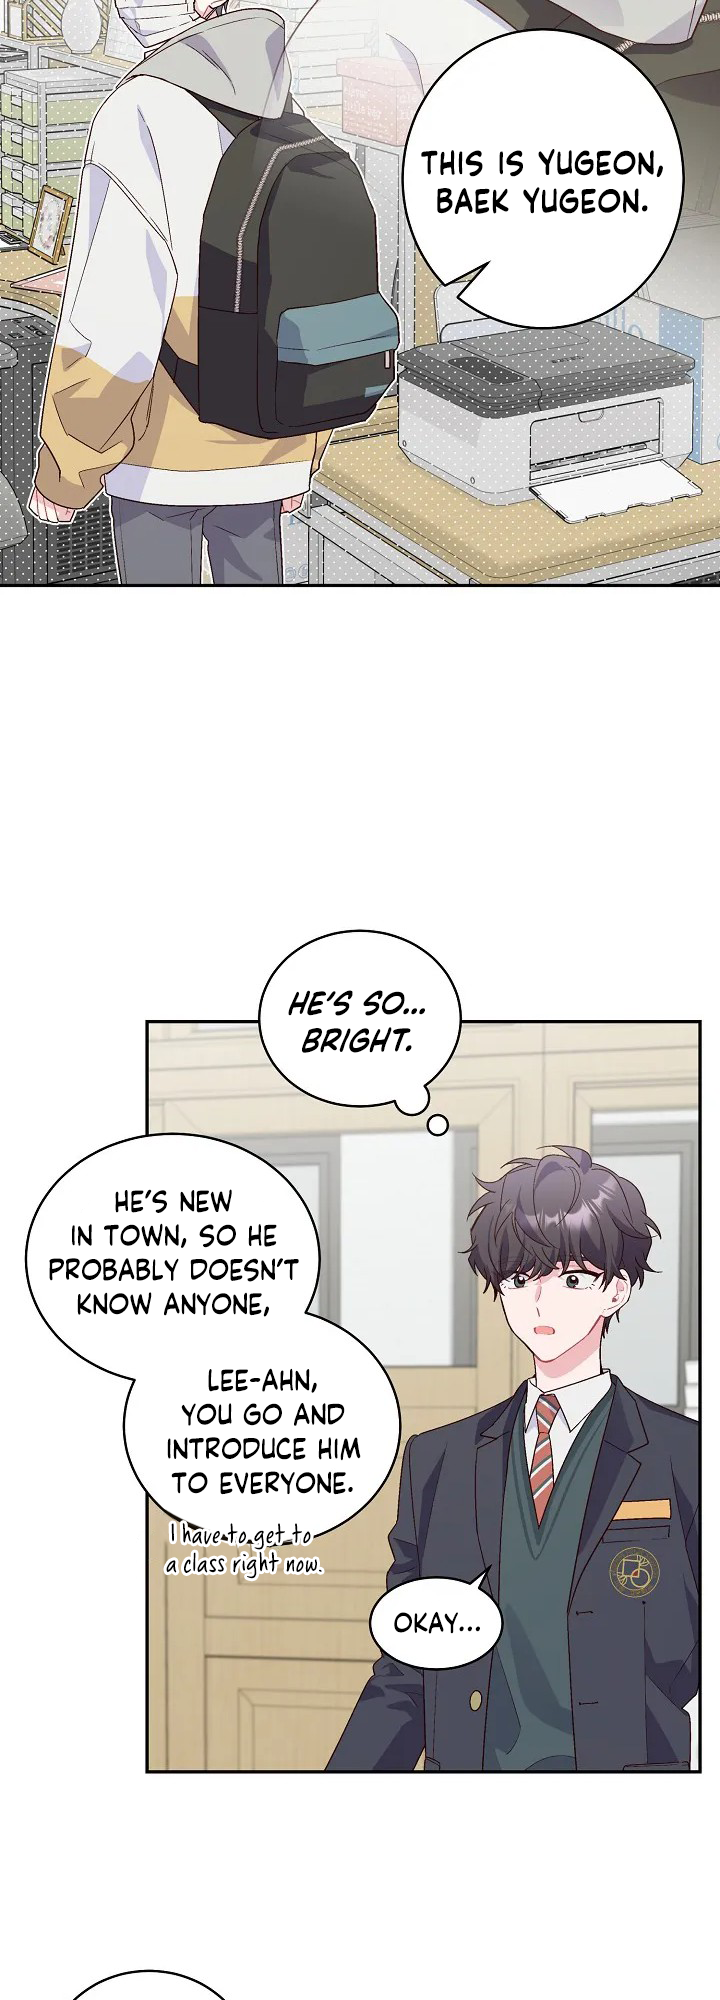 THIS IS YUGEON,
BAEK YUGEON.
HE'S SO...
BRIGHT.
HE'S NEW
IN TOWN, SO HE
PROBABLY DOESN'T
KNOW ANYONE,
LEE-AHN,
YOU GO AND
INTRODUCE HIM
TO EVERYONE.
I have to get to
a class right now.
OKAY...